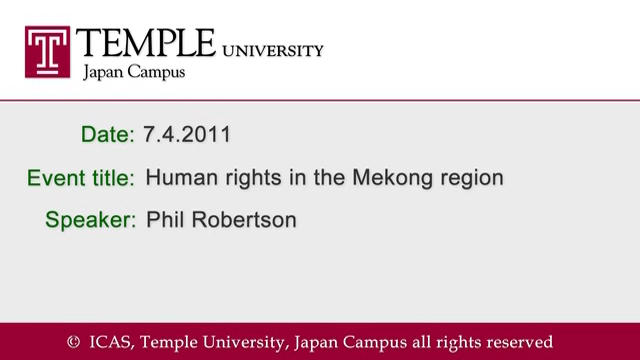 TEMPLE UNIVERSITY
Japan Campus
Date: 7.4.2011
Event title: Human rights in the Mekong region
Speaker: Phil Robertson
© ICAS, Temple University, Japan Campus all rights reserved